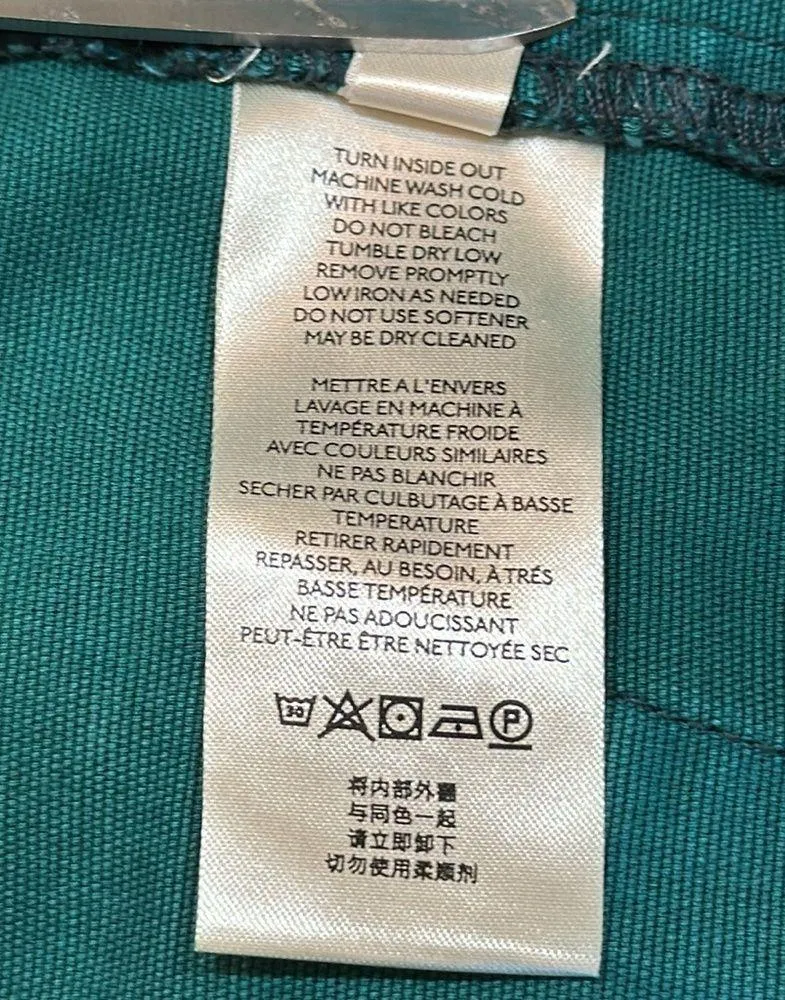 TURN INSIDE OUT
MACHINE WASH COLD
WITH LIKE COLORS
DO NOT BLEACH
TUMBLE DRY LOW
REMOVE PROMPTLY
LOW IRON AS NEEDED
DO NOT USE SOFTENER
MAY BE DRY CLEANED
METTRE A L'ENVERS
LAVAGE EN MACHINE À
TEMPÉRATURE FROIDE
AVEC COULEURS SIMILAIRES
NE PAS BLANCHIR
SECHER PAR CULBUTAGE À BASSE
TEMPERATURE
RETIRER RAPIDEMENT
REPASSER, AU BESOIN, À TRÉS
BASSE TEMPÉRATURE
NE PAS ADOUCISSANT
PEUT-ÊTRE ÊTRE NETTOYÉE SEC
30 P
将内部外翻
与同色一起
请立即卸下
切勿使用柔顺剂